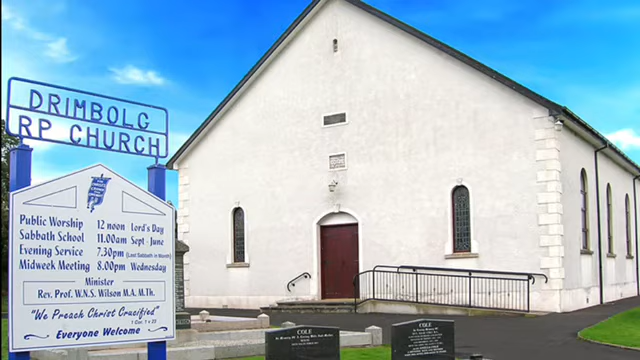 DRIMBOLG
RP CHURCH
Public Worship 12 noon Lord's Day
Sabbath School 11.00am Sept - June
Evening Service 7.30pm (Last Sabbath in Month)
Midweek Meeting 8.00pm Wednesday
Minister
Rev. Prof. W.N.S. Wilson M.A. M.Th.
"We Preach Christ Crucified"
1 Cor. 1 v 23
Everyone Welcome
COLE
COLE